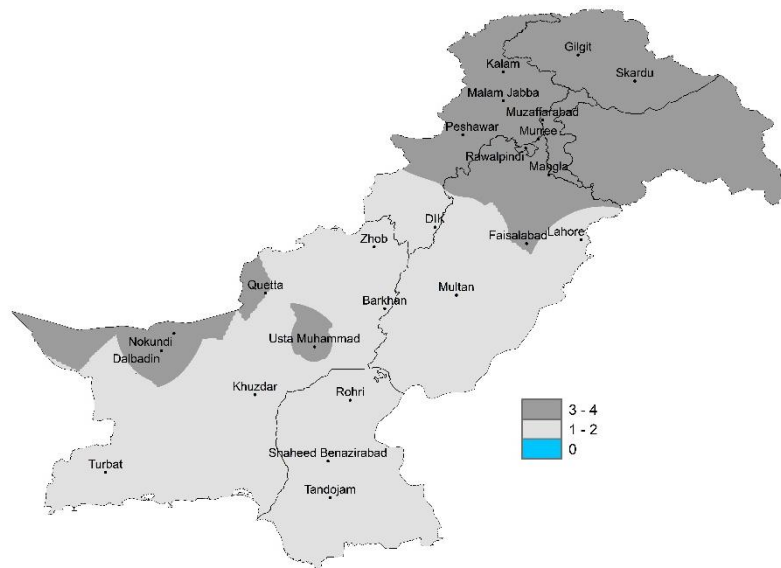 Gilgit
Kalam
Skardu
Malam Jabba
Muzaffarabad
Peshawar
Murree
Rawalpindi
Mangla
DIK
Zhob
Faisalabad
Lahore
Quetta
Multan
Barkhan
Nokundi
Usta Muhammad
Dalbadin
Khuzdar
Rohri
3 - 4
1 - 2
0
Shaheed Benazirabad
Turbat
Tandojam